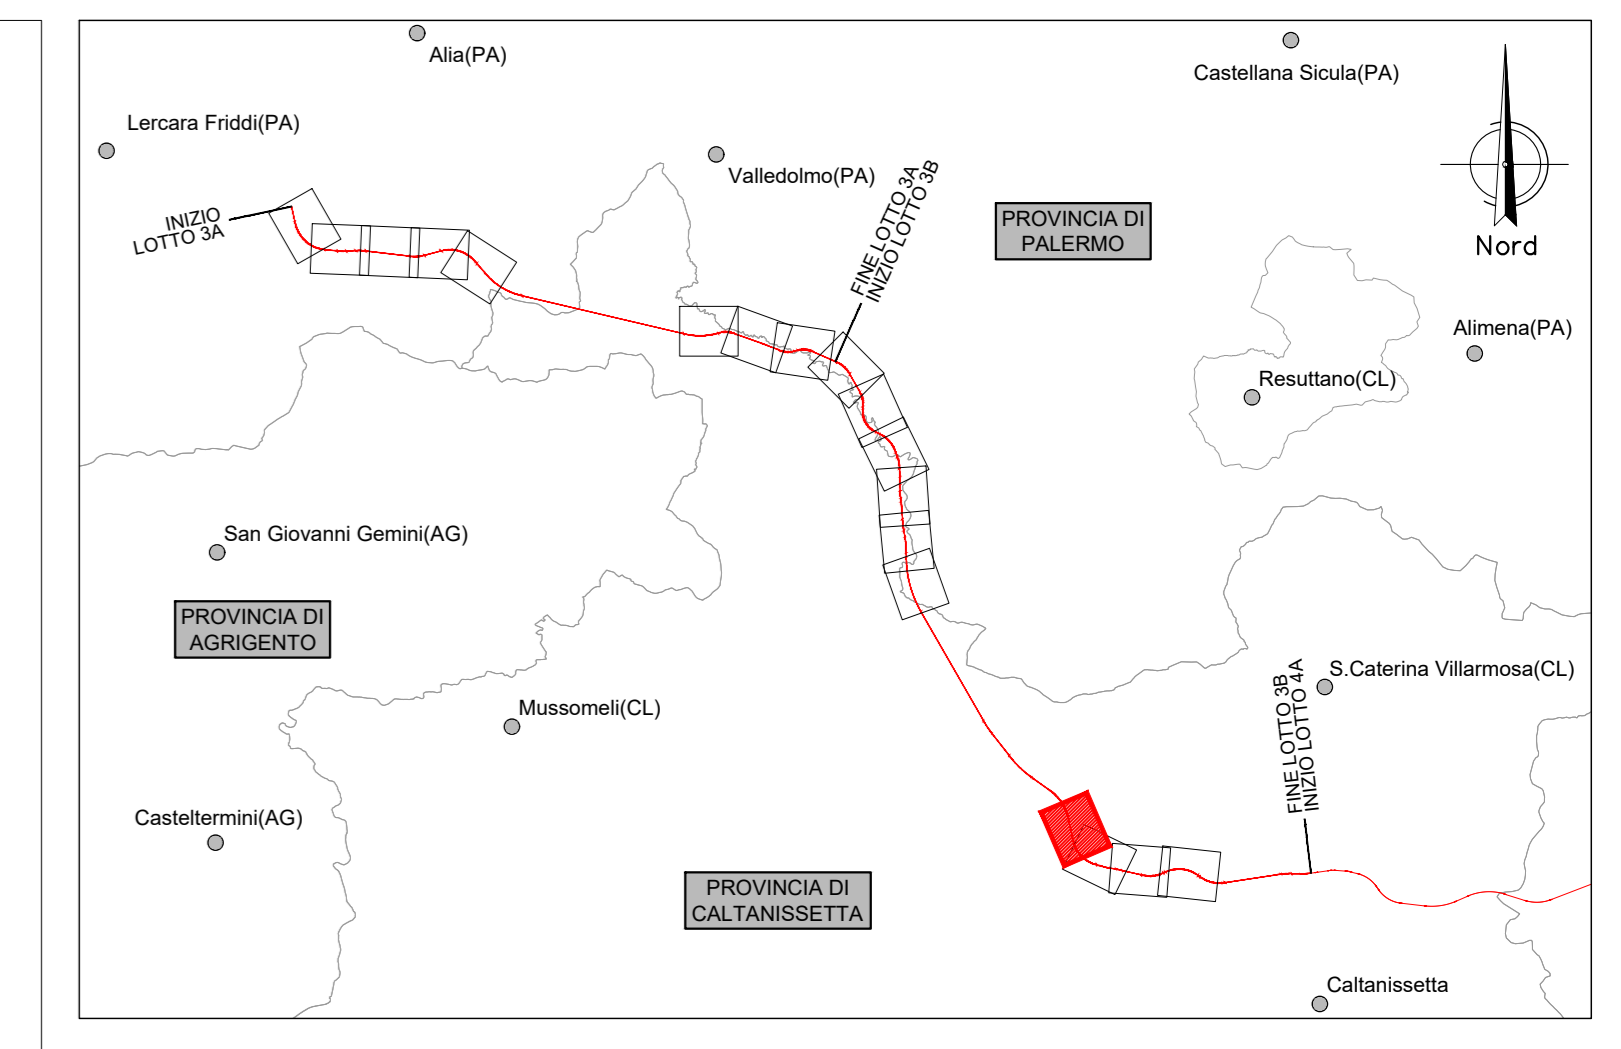 Alia(PA)
Castellana Sicula(PA)
Lercara Friddi(PA)
Valledolmo(PA)
INIZIO
LOTTO 3A
FINE LOTTO 3A
INIZIO LOTTO 3B
PROVINCIA DI
PALERMO
Nord
Alimena(PA)
Resuttano(CL)
San Giovanni Gemini(AG)
PROVINCIA DI
AGRIGENTO
S.Caterina Villarmosa(CL)
Mussomeli(CL)
FINE LOTTO 3B
INIZIO LOTTO 4A
Casteltermini(AG)
PROVINCIA DI
CALTANISSETTA
Caltanissetta